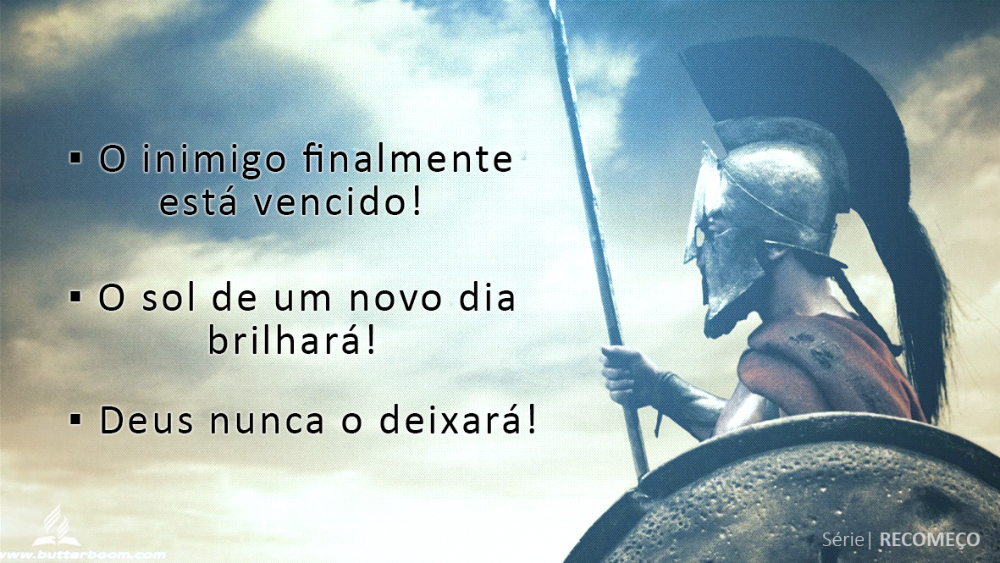 ▪ O inimigo finalmente
está vencido!
▪ O sol de um novo dia
brilhará!
▪ Deus nunca o deixará!
www.butterboom.com
Série| RECOMEÇO